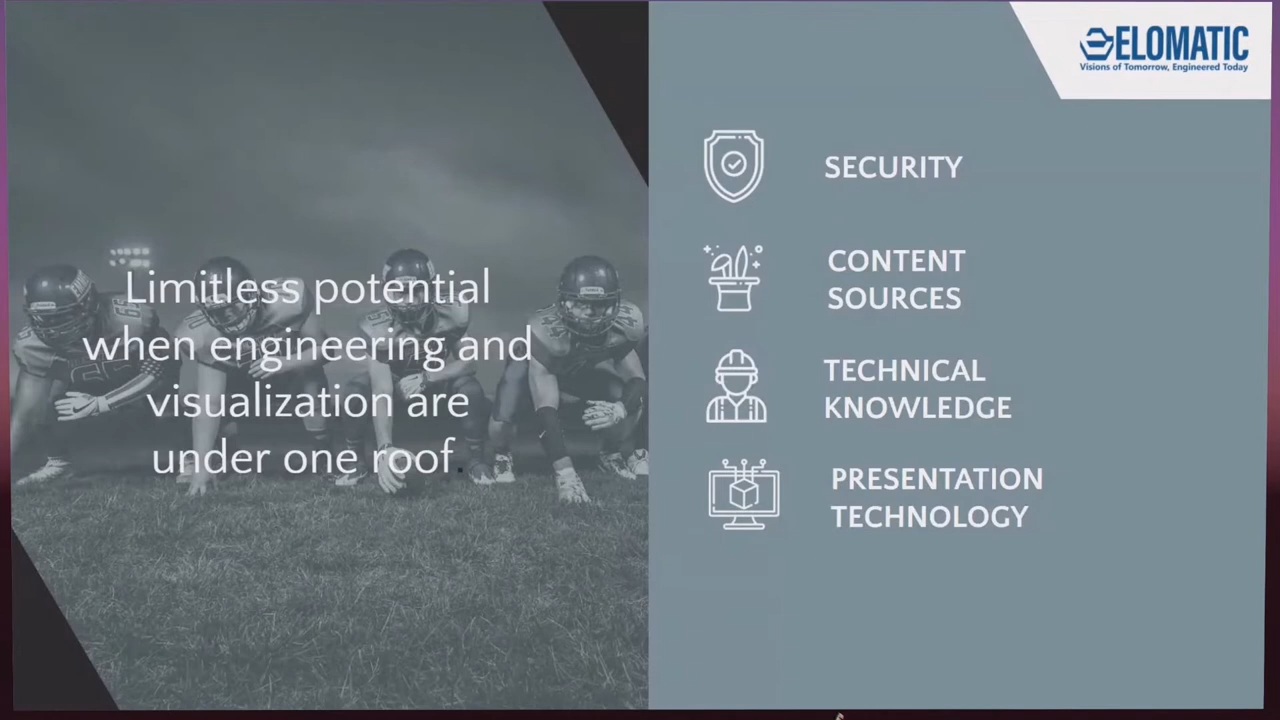 Limitless potential
when engineering and
visualization are
under one roof.
ELOMATIC
Visions of Tomorrow, Engineered Today
SECURITY
CONTENT
SOURCES
TECHNICAL
KNOWLEDGE
PRESENTATION
TECHNOLOGY